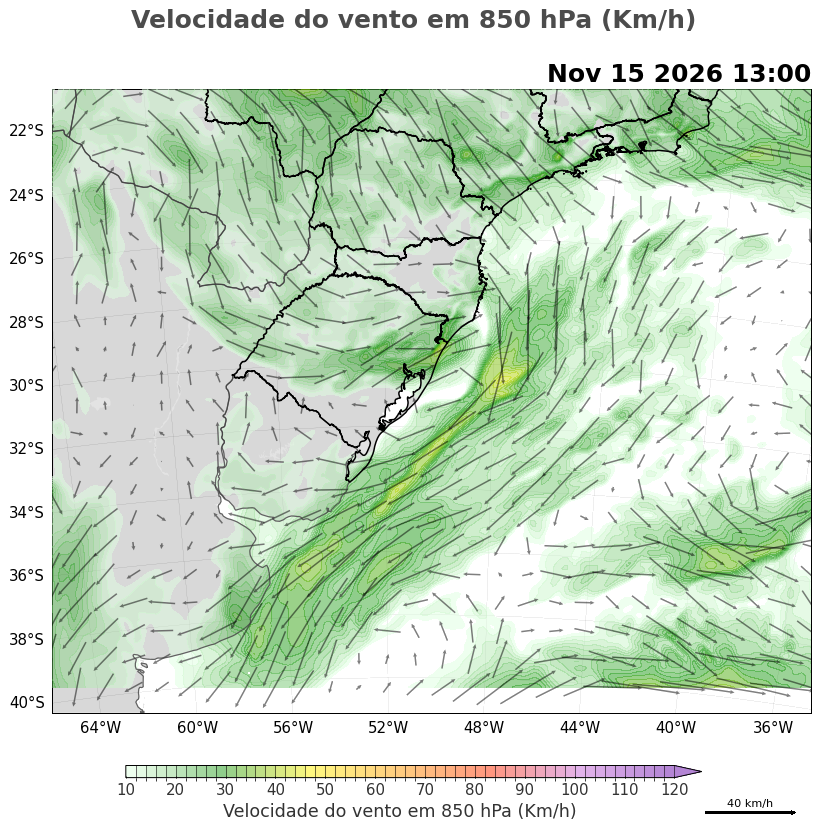 Velocidade do vento em 850 hPa (Km/h)
Nov 15 2026 13:00
22°S
24°S
26°S
28°S
30°S
32°S
34°S
36°S
38°S
40°S
64°W 60°W 56°W 52°W 48°W 44°W 40°W 36°W
10 20 30 40 50 60 70 80 90 100 110 120
Velocidade do vento em 850 hPa (Km/h)
40 km/h